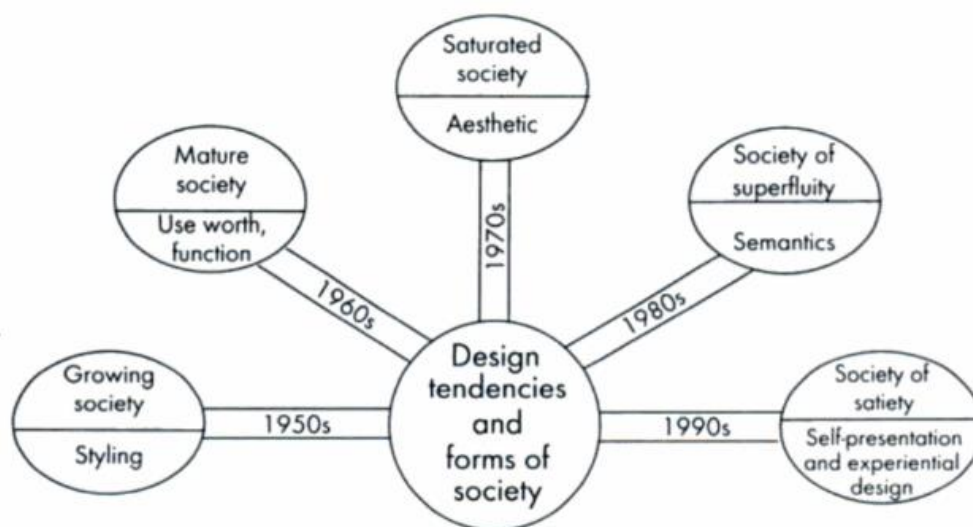 Saturated
society
Aesthetic
Mature
society
Use worth,
function
Society of
superfluity
Semantics
1970s
1960s
1980s
Growing
society
Styling
1950s
Design
tendencies
and
forms of
society
1990s
Society of
satiety
Self-presentation
and experiential
design